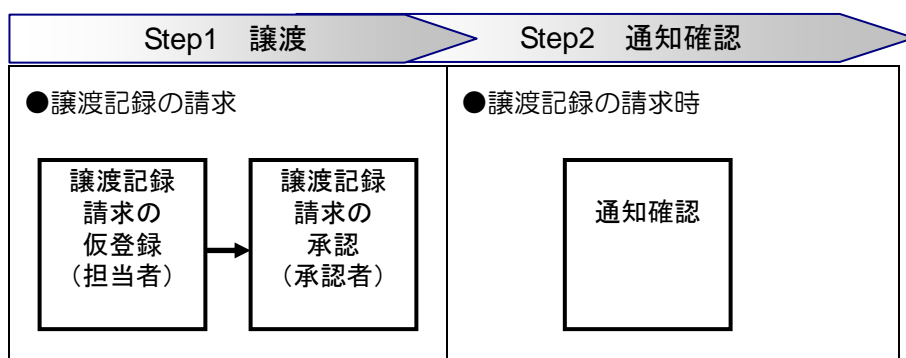 Step1　譲渡
Step2　通知確認
●譲渡記録の請求
●譲渡記録の請求時
譲渡記録
請求の
仮登録
（担当者）
譲渡記録
請求の
承認
（承認者）
通知確認